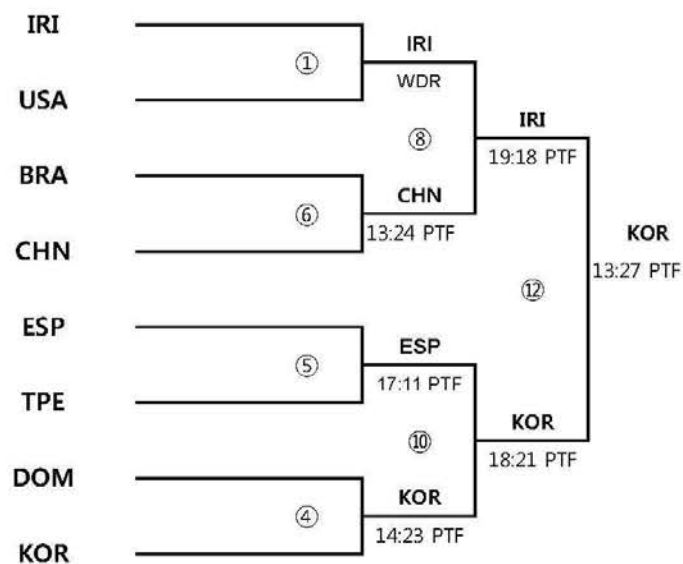 IRI
①
IRI
USA
WDR
⑧
IRI
19:18 PTF
BRA
⑥
CHN
CHN
13:24 PTF
KOR
13:27 PTF
⑫
ESP
⑤
ESP
TPE
17:11 PTF
⑩
KOR
18:21 PTF
DOM
④
KOR
KOR
14:23 PTF